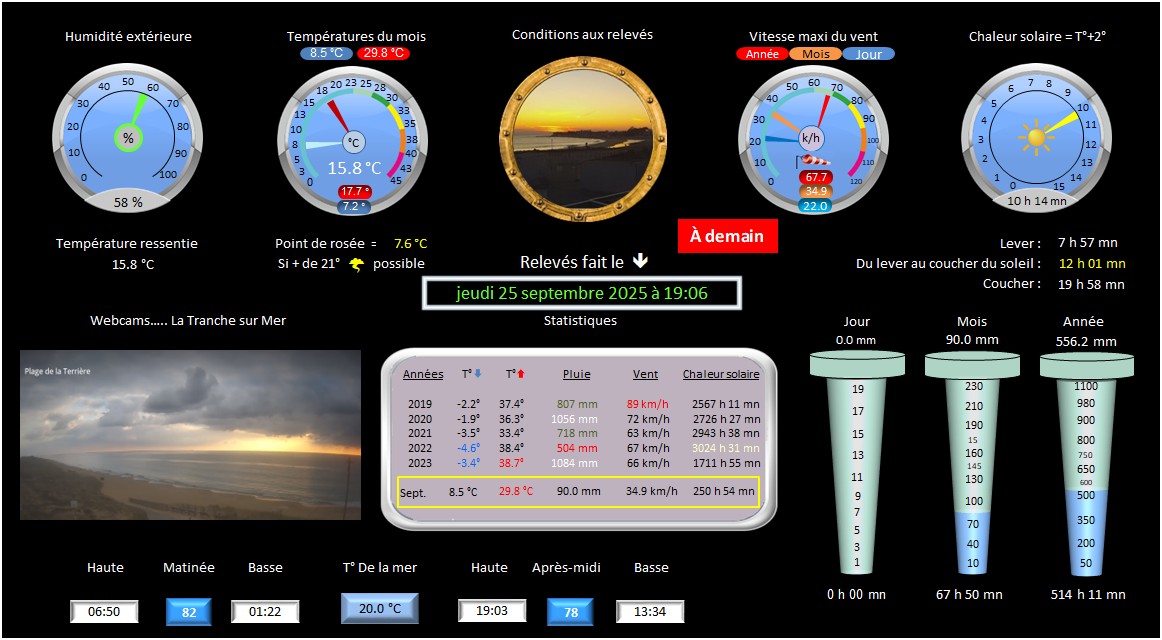 Humidité extérieure
Températures du mois
8.5 °C 29.8 °C
Conditions aux relevés
Vitesse maxi du vent
Année Mois Jour
Chaleur solaire = T°+2°
0 10 20 30 40 50 60 70 80 90 100
%
58 %
0 3 5 8 10 13 15 18 20 23 25 28 30 33 35 38 40 43 45
°C
15.8 °C
17.7 °
7.2 °
0 10 20 30 40 50 60 70 80 90 100 110 120
k/h
67.7
34.9
22.0
0 1 2 3 4 5 6 7 8 9 10 11 12 13 14 15
10 h 14 mn
À demain
Température ressentie
15.8 °C
Point de rosée = 7.6 °C
Si + de 21° possible
Relevés fait le
jeudi 25 septembre 2025 à 19:06
Lever : 7 h 57 mn
Du lever au coucher du soleil : 12 h 01 mn
Coucher : 19 h 58 mn
Webcams..... La Tranche sur Mer
Plage de la Terrière
Statistiques
Années T° T° Pluie Vent Chaleur solaire
2019 -2.2° 37.4° 807 mm 89 km/h 2567 h 11 mn
2020 -1.9° 36.3° 1056 mm 72 km/h 2726 h 27 mn
2021 -3.5° 33.4° 718 mm 63 km/h 2943 h 38 mn
2022 -4.6° 38.4° 504 mm 67 km/h 3024 h 31 mn
2023 -3.4° 38.7° 1084 mm 66 km/h 1711 h 55 mn
Sept. 8.5 °C 29.8 °C 90.0 mm 34.9 km/h 250 h 54 mn
Jour
0.0 mm
19
17
15
13
11
9
7
5
3
1
0 h 00 mn
Mois
90.0 mm
230
210
190
15
160
145
130
100
70
40
10
67 h 50 mn
Année
556.2 mm
1100
980
900
800
750
650
600
500
350
200
50
514 h 11 mn
Haute Matinée Basse
06:50 82 01:22
T° De la mer
20.0 °C
Haute Après-midi Basse
19:03 78 13:34